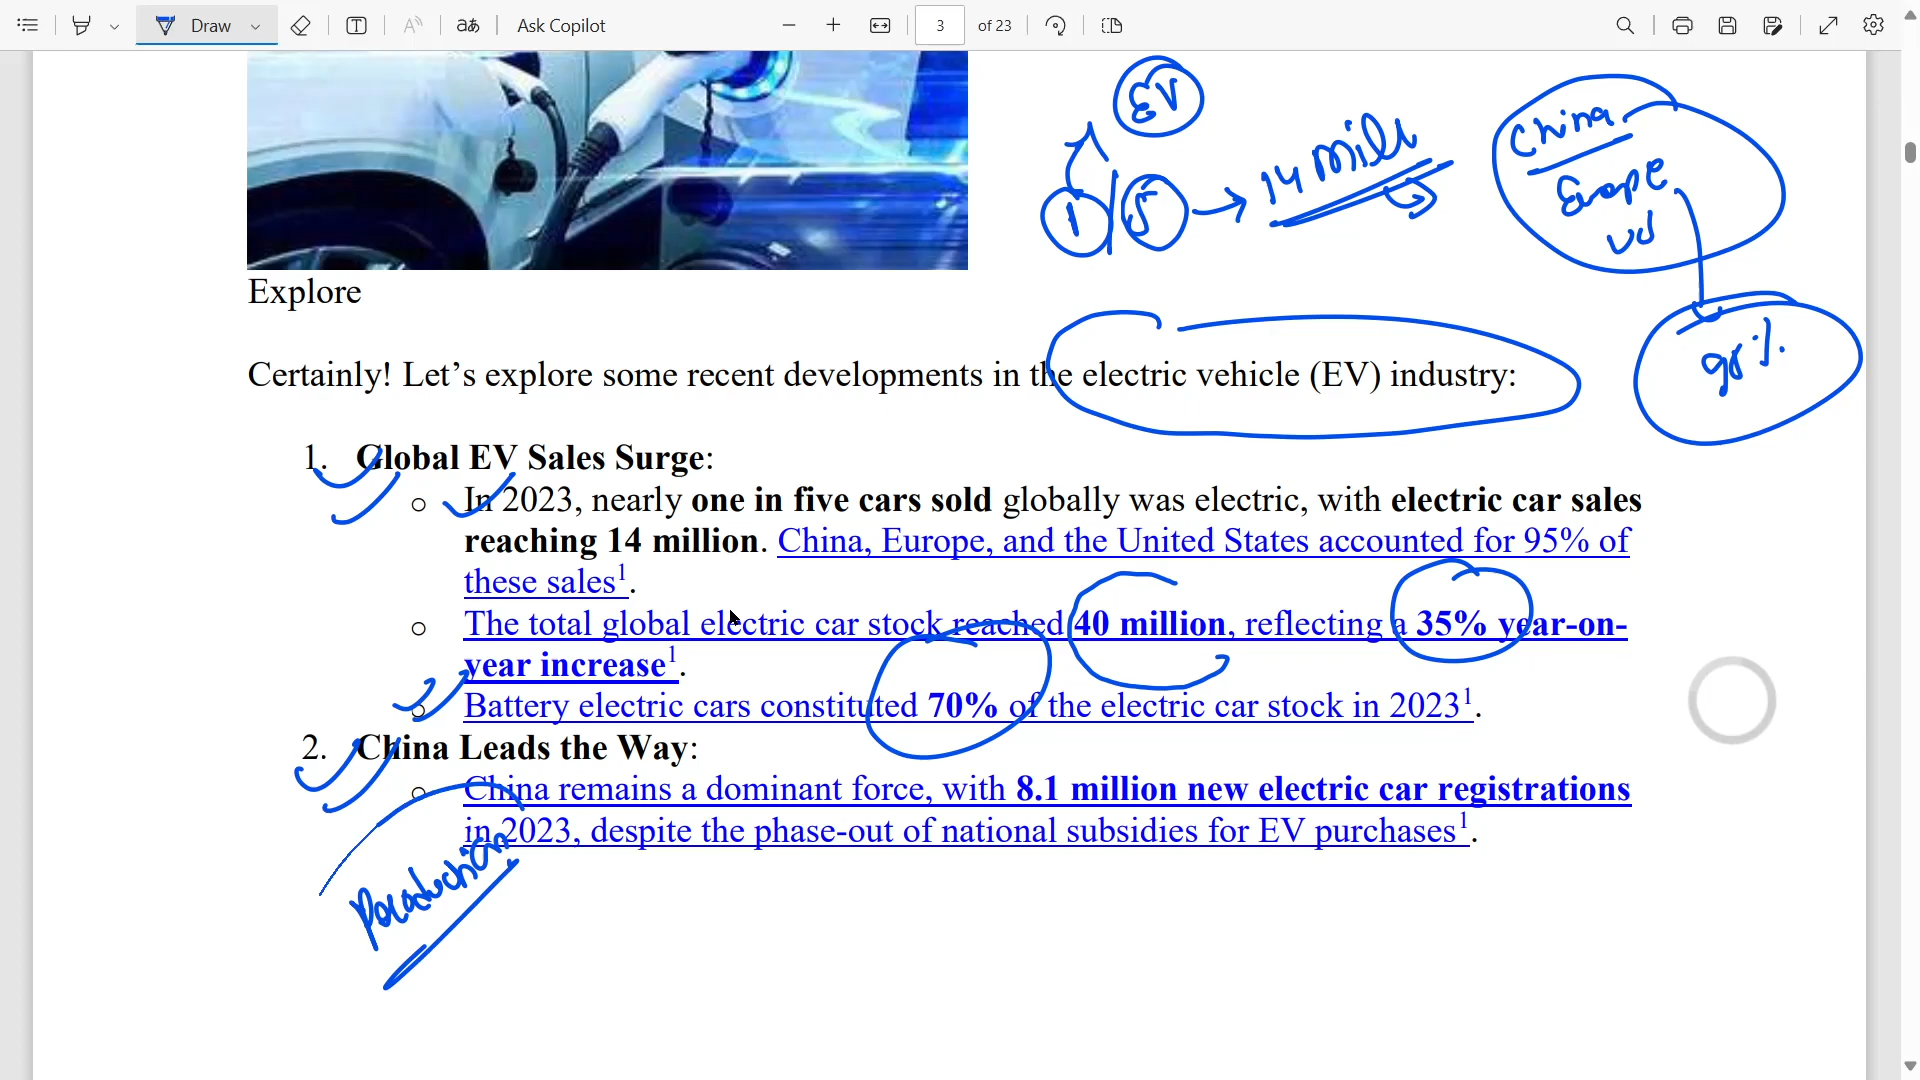 Draw
Ask Copilot
3
of 23
EV
1/5 → 14 mill
China
Europe
Explore
Certainly! Let’s explore some recent developments in the electric vehicle (EV) industry:
1. Global EV Sales Surge:
o In 2023, nearly one in five cars sold globally was electric, with electric car sales
reaching 14 million. China, Europe, and the United States accounted for 95% of
these sales1.
o The total global electric car stock reached 40 million, reflecting a 35% year-on-
year increase1.
o Battery electric cars constituted 70% of the electric car stock in 20231.
2. China Leads the Way:
o China remains a dominant force, with 8.1 million new electric car registrations
in 2023, despite the phase-out of national subsidies for EV purchases1.
Production